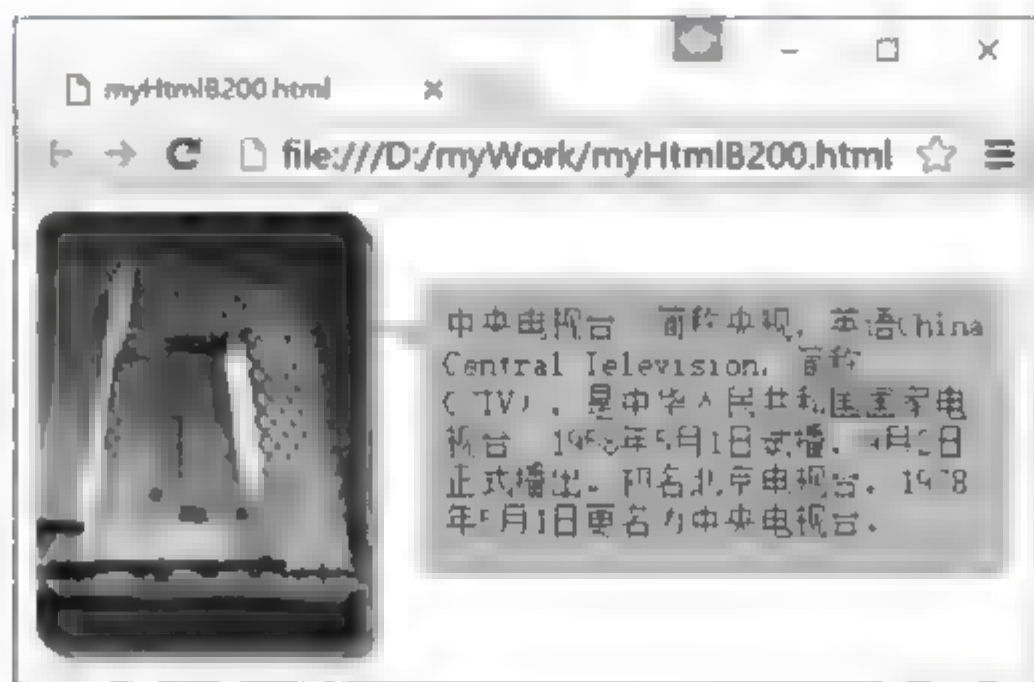 myHtmlB200.html
file:///D:/myWork/myHtmlB200.html
中央电视台 简称央视, 英语China
Central Television, 简称
是中华人民共和国国家电
视台 年5月1日试播, 9月2日
正式播出。 北京电视台。 1978
年5月1日更名为中央电视台。